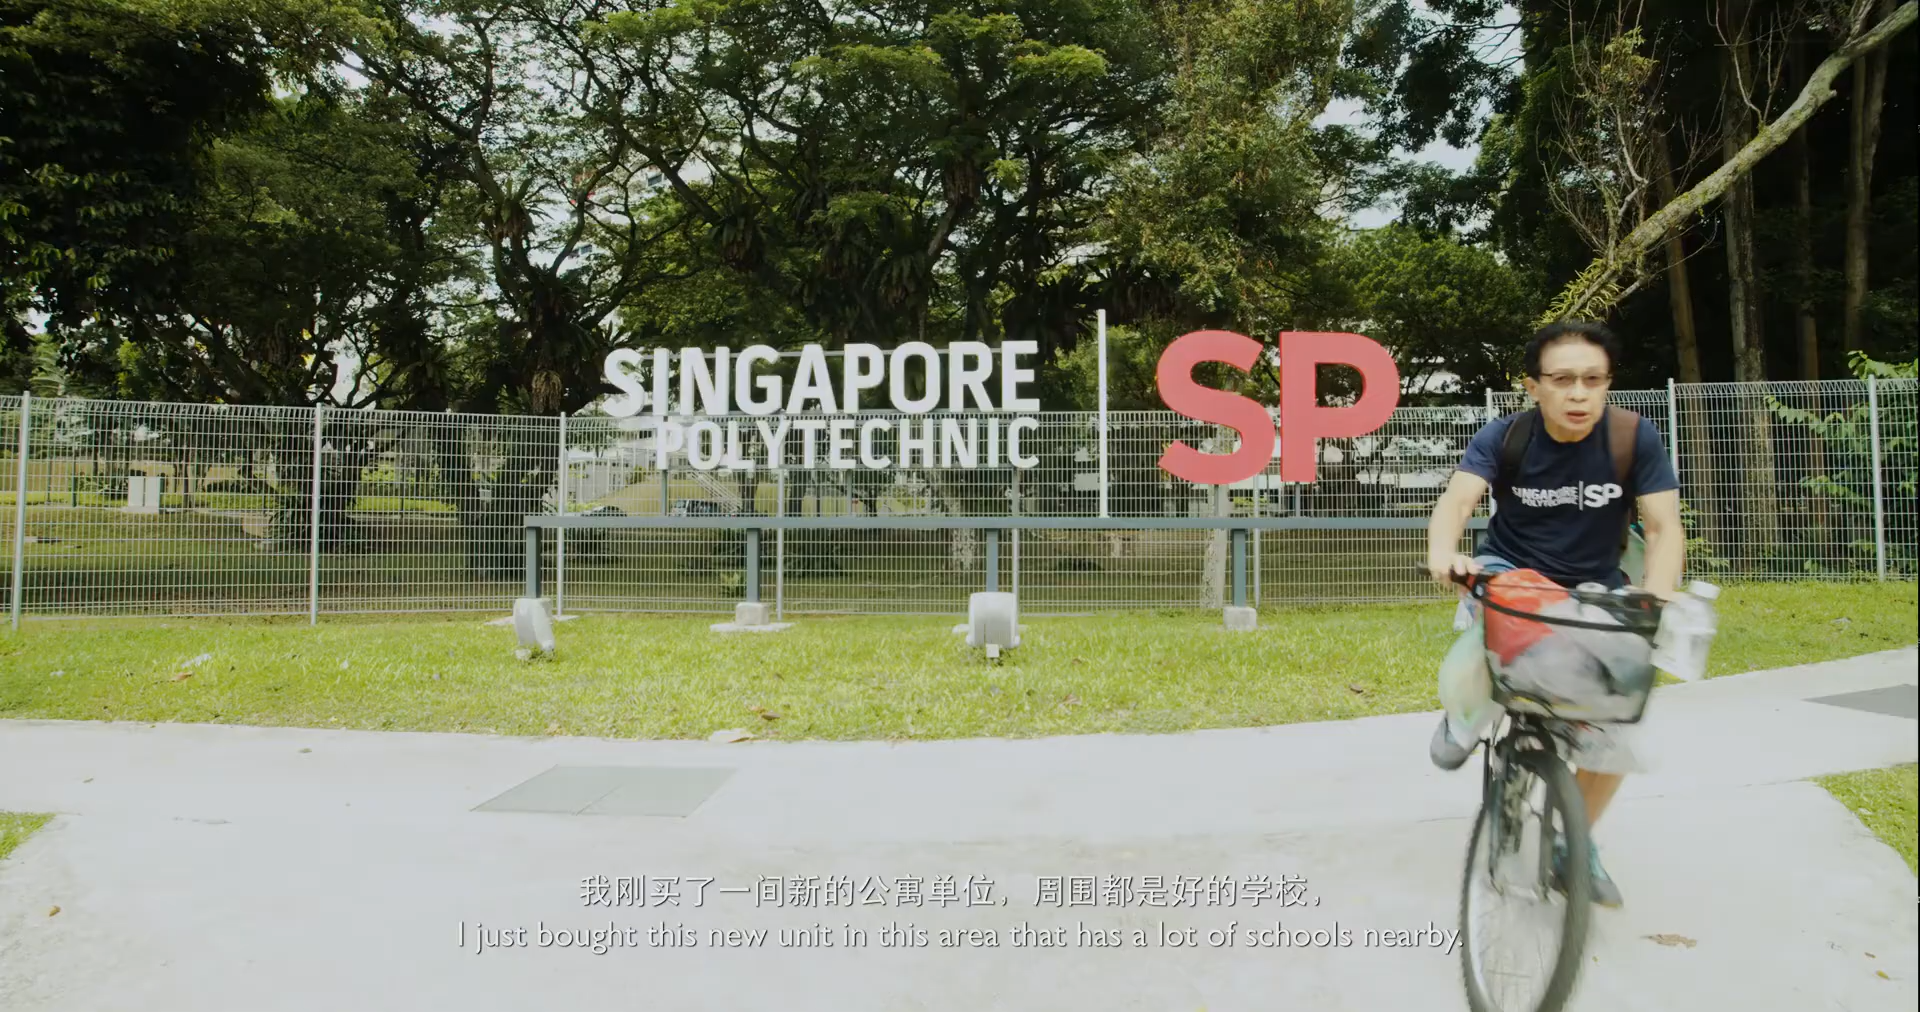 SINGAPORE
POLYTECHNIC
SP
SINGAPORE
POLYTECHNIC
SP
我刚买了一间新的公寓单位，周围都是好的学校，
I just bought this new unit in this area that has a lot of schools nearby.